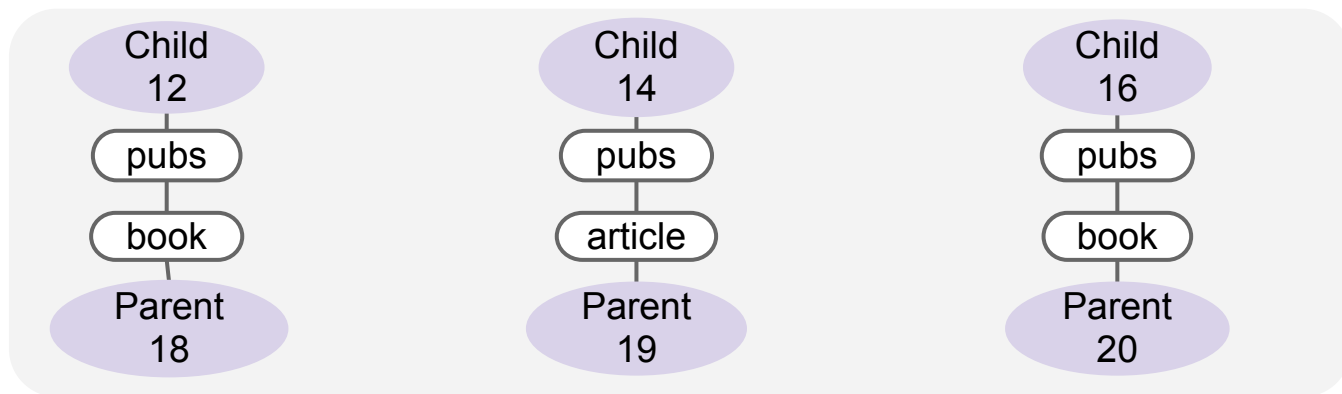 Child
12
pubs
book
Parent
18
Child
14
pubs
article
Parent
19
Child
16
pubs
book
Parent
20